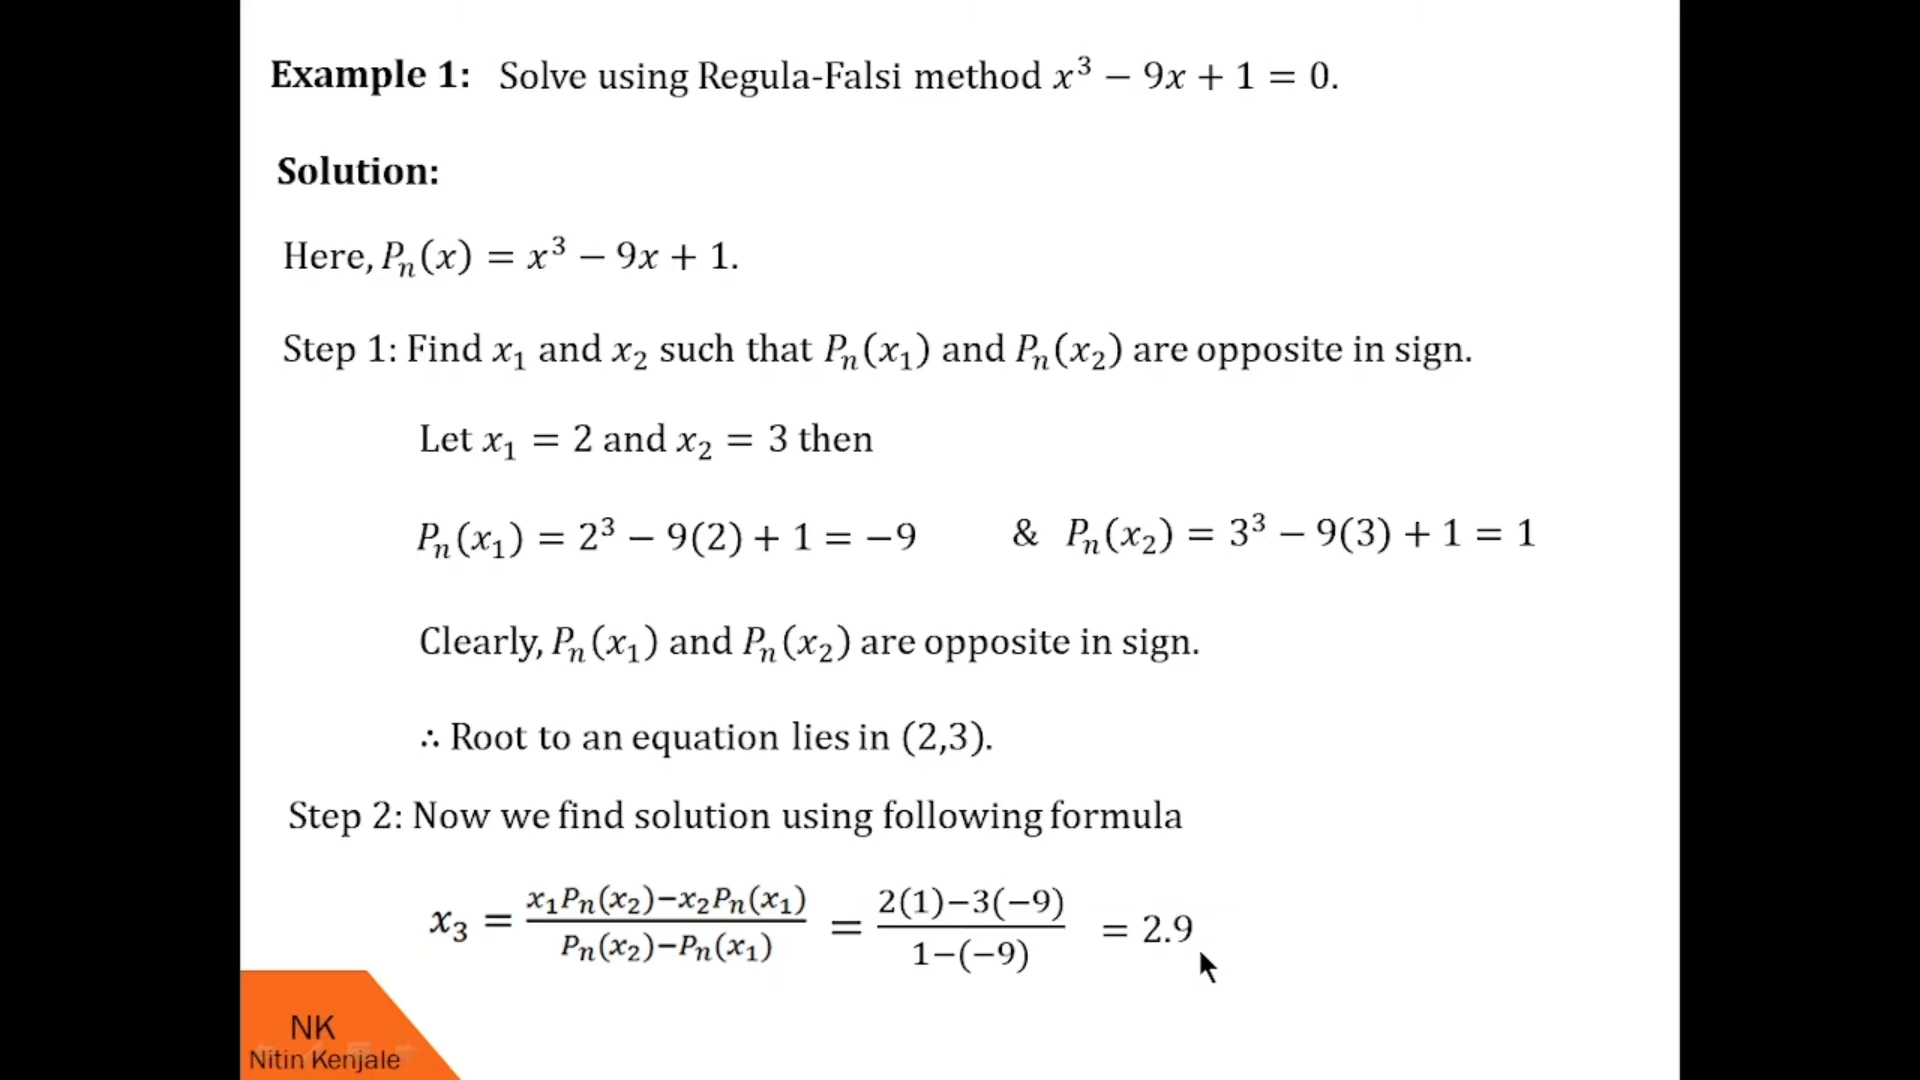 Example 1: Solve using Regula-Falsi method x³ − 9x + 1 = 0.
Solution:
Here, Pₙ(x) = x³ − 9x + 1.
Step 1: Find x₁ and x₂ such that Pₙ(x₁) and Pₙ(x₂) are opposite in sign.
Let x₁ = 2 and x₂ = 3 then
Pₙ(x₁) = 2³ − 9(2) + 1 = −9 & Pₙ(x₂) = 3³ − 9(3) + 1 = 1
Clearly, Pₙ(x₁) and Pₙ(x₂) are opposite in sign.
∴ Root to an equation lies in (2,3).
Step 2: Now we find solution using following formula
x₃ = (x₁Pₙ(x₂)−x₂Pₙ(x₁))/(Pₙ(x₂)−Pₙ(x₁)) = (2(1)−3(−9))/(1−(−9)) = 2.9
NK
Nitin Kenjale